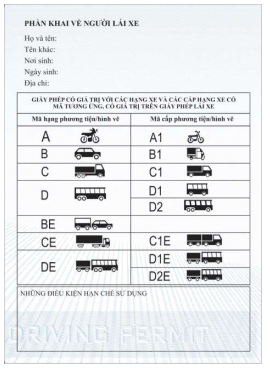 PHẦN KHAI VỀ NGƯỜI LÁI XE
Họ và tên:
Tên khác:
Nơi sinh:
Ngày sinh:
Địa chỉ:
GIẤY PHÉP CÓ GIÁ TRỊ VỚI CÁC HẠNG XE VÀ CÁC CẤP HẠNG XE CÓ
MÃ TƯƠNG ỨNG, CÓ GIÁ TRỊ TRÊN GIẤY PHÉP LÁI XE
Mã hạng phương tiện/hình vẽ
Mã cấp phương tiện/hình vẽ
A
A1
B
B1
C
C1
D
D1
D2
BE
CE
C1E
DE
D1E
D2E
NHỮNG ĐIỀU KIỆN HẠN CHẾ SỬ DỤNG
DRIVING PERMIT